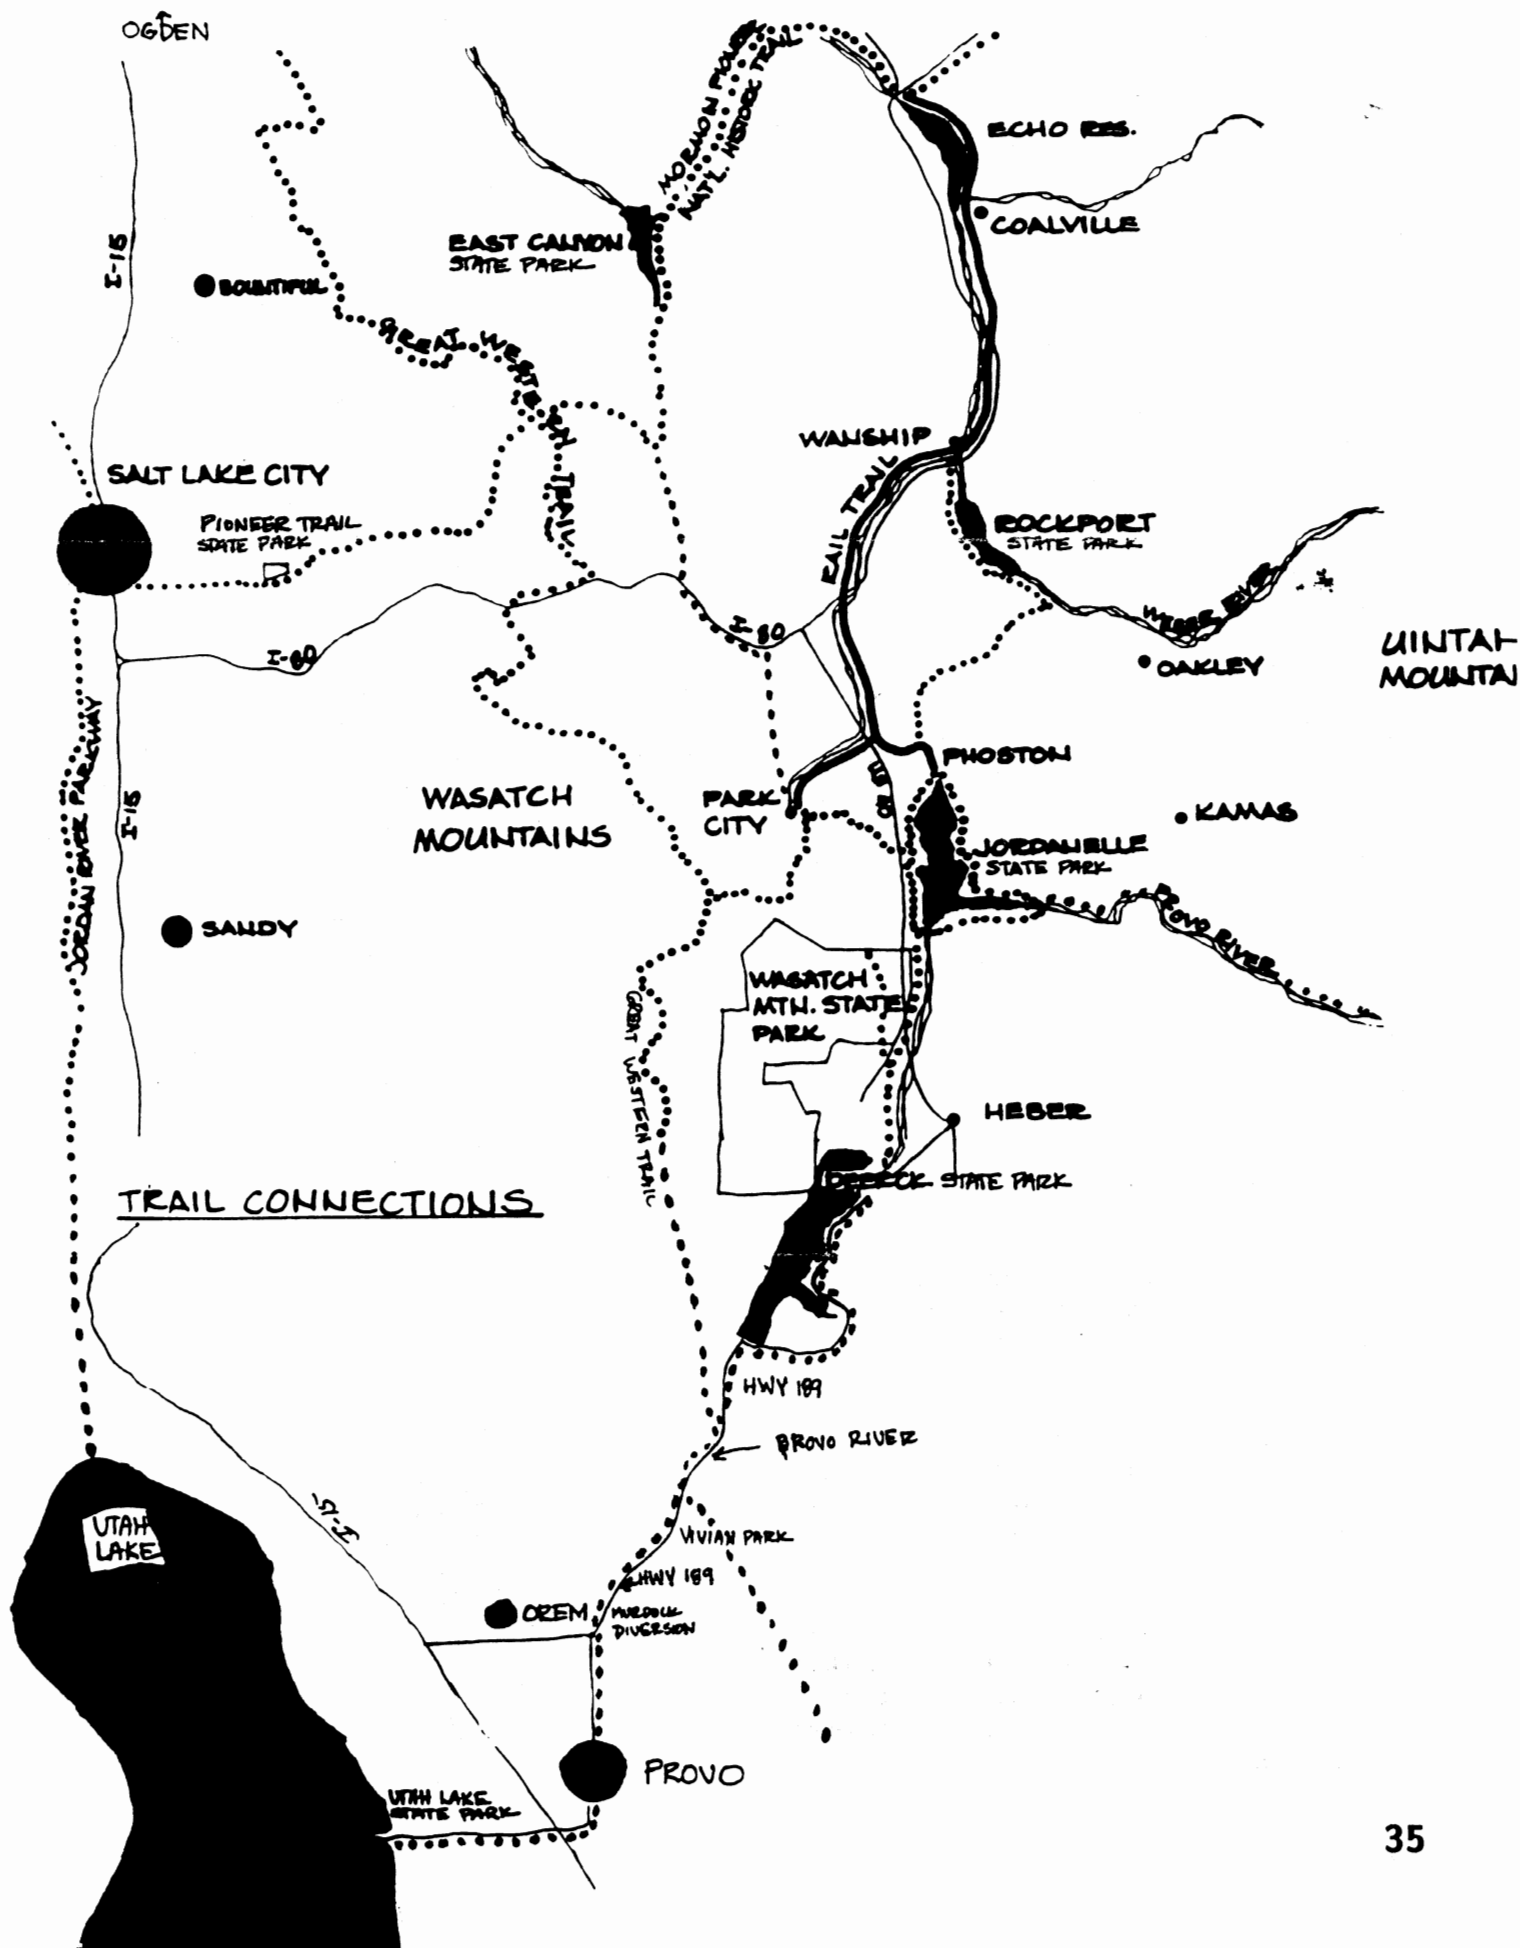 OGDEN
MORMON PIONEER
NAT'L. HISTORIC TRAIL
ECHO RES.
COALVILLE
EAST CANYON
STATE PARK
I-15
BOUNTIFUL
GREAT WESTERN TRAIL
WANSHIP
SALT LAKE CITY
PIONEER TRAIL
STATE PARK
RAIL TRAIL
ROCKPORT
STATE PARK
WEBER RIVER
I-80
I-80
OAKLEY
UINTAH
MOUNTAI
JORDAN RIVER PARKWAY
I-15
PHOSTON
WASATCH
MOUNTAINS
PARK
CITY
US 40
KAMAS
JORDANELLE
STATE PARK
SANDY
PROVO RIVER
WASATCH
MTN. STATE
PARK
GREAT WESTERN TRAIL
HEBER
STATE PARK
TRAIL CONNECTIONS
HWY 189
PROVO RIVER
I-15
UTAH
LAKE
VIVIAN PARK
HWY 189
OREM
MURDOCK
DIVERSION
PROVO
UTAH LAKE
STATE PARK
35